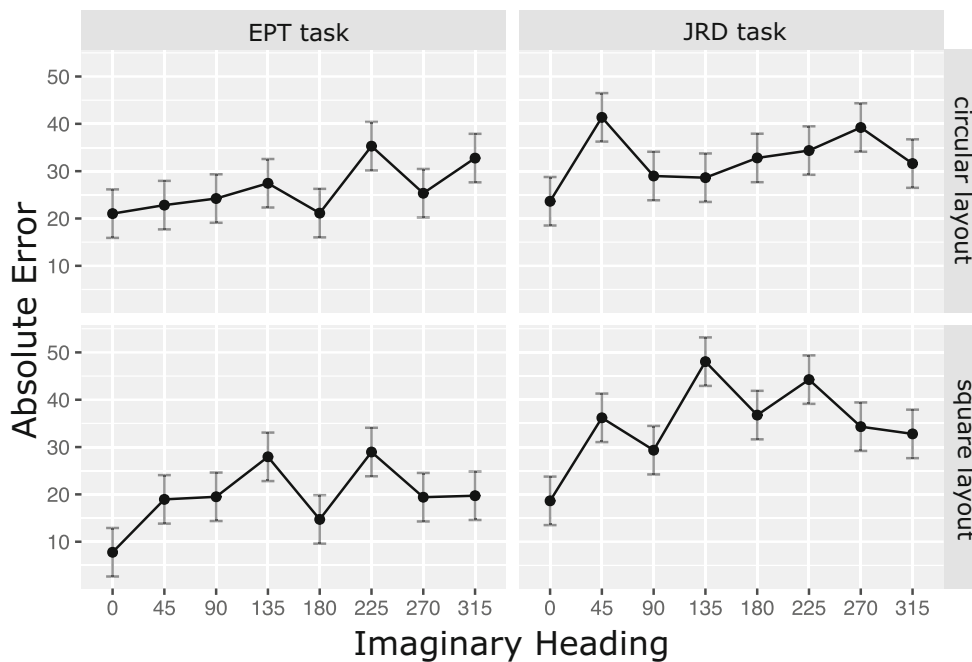 EPT task
JRD task
50
40
30
20
10
circular layout
50
40
30
20
10
square layout
Absolute Error
0 45 90 135 180 225 270 315
0 45 90 135 180 225 270 315
Imaginary Heading